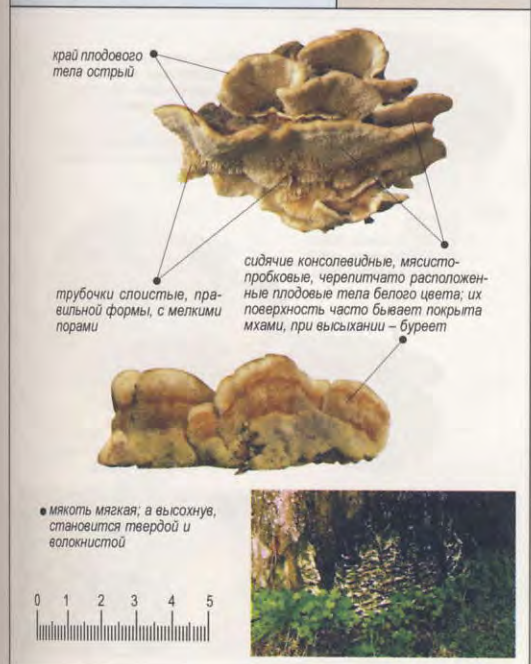 край плодового
тела острый
трубочки слоистые, пра-
вильной формы, с мелкими
порами
сидячие консолевидные, мясисто-
пробковые, черепитчато расположен-
ные плодовые тела белого цвета; их
поверхность часто бывает покрыта
мхами, при высыхании – буреет
мякоть мягкая; а высохнув,
становится твердой и
волокнистой
0 1 2 3 4 5